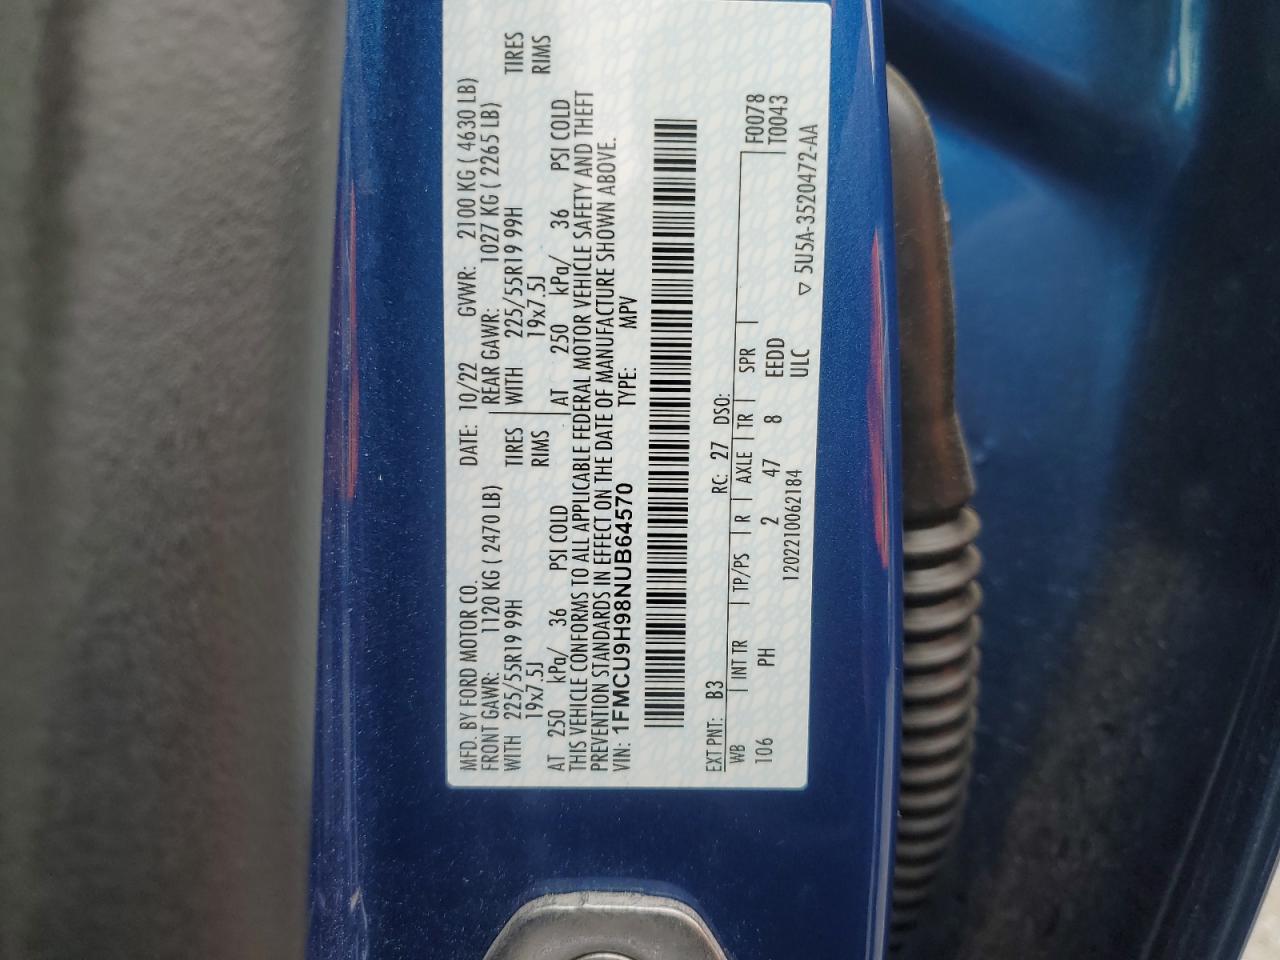 MFD. BY FORD MOTOR CO. DATE: 10/22 GVWR: 2100 KG ( 4630 LB)
FRONT GAWR: 1120 KG ( 2470 LB) REAR GAWR: 1027 KG ( 2265 LB)
WITH 225/55R19 99H TIRES WITH 225/55R19 99H TIRES
19x7.5J RIMS 19x7.5J RIMS
AT 250 kPa/ 36 PSI COLD AT 250 kPa/ 36 PSI COLD
THIS VEHICLE CONFORMS TO ALL APPLICABLE FEDERAL MOTOR VEHICLE SAFETY AND THEFT
PREVENTION STANDARDS IN EFFECT ON THE DATE OF MANUFACTURE SHOWN ABOVE.
VIN: 1FMCU9H98NUB64570 TYPE: MPV
EXT PNT: B3 RC: 27 DSO:
WB INT TR TP/PS R AXLE TR SPR F0078
106 PH 2 47 8 EEDD T0043
1202210062184 ULC ▽ 5U5A-3520472-AA